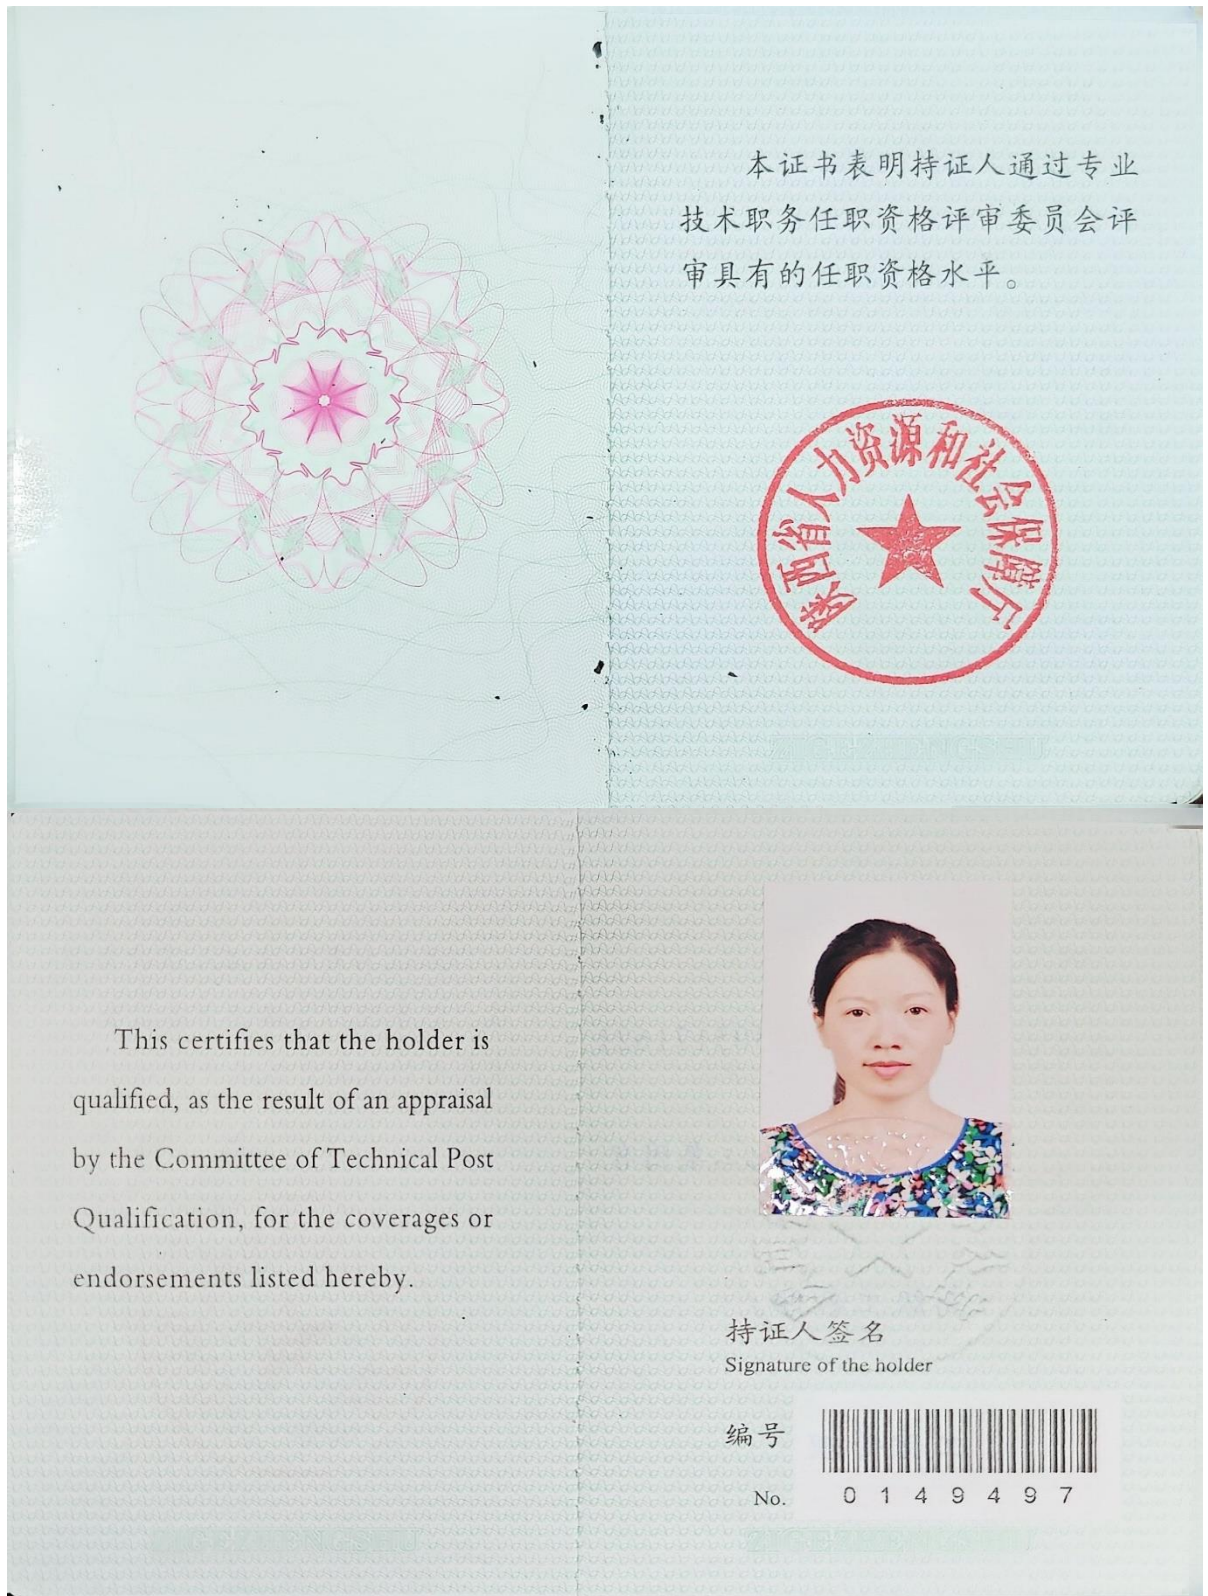 本证书表明持证人通过专业
技术职务任职资格评审委员会评
审具有的任职资格水平。
陕西省人力资源和社会保障厅
ZIGEZHENGSHU
This certifies that the holder is
qualified, as the result of an appraisal
by the Committee of Technical Post
Qualification, for the coverages or
endorsements listed hereby.
持证人签名
Signature of the holder
编号
No.
0149497
ZIGEZHENGSHU
ZIGEZHENGSHU